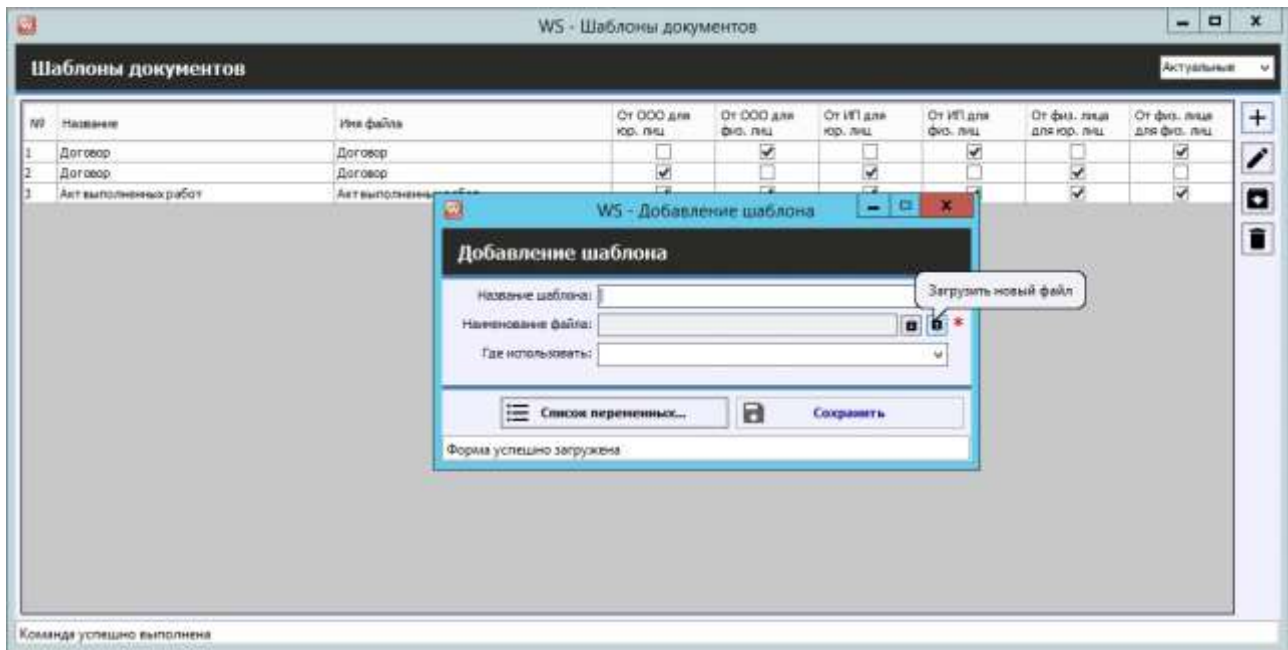 WS - Шаблоны документов
Шаблоны документов
Актуальные
№ Название Имя файла От ООО для юр. лиц От ООО для физ. лиц От ИП для юр. лиц От ИП для физ. лиц От физ. лица для юр. лиц От физ. лица для физ. лиц
1 Договор Договор
2 Договор Договор
3 Акт выполненных работ Акт выполненных работ
WS - Добавление шаблона
Добавление шаблона
Название шаблона:
Загрузить новый файл
Наименование файла: *
Где использовать:
Список переменных... Сохранить
Форма успешно загружена
Команда успешно выполнена